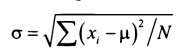 σ = √∑(xᵢ − μ)²/N